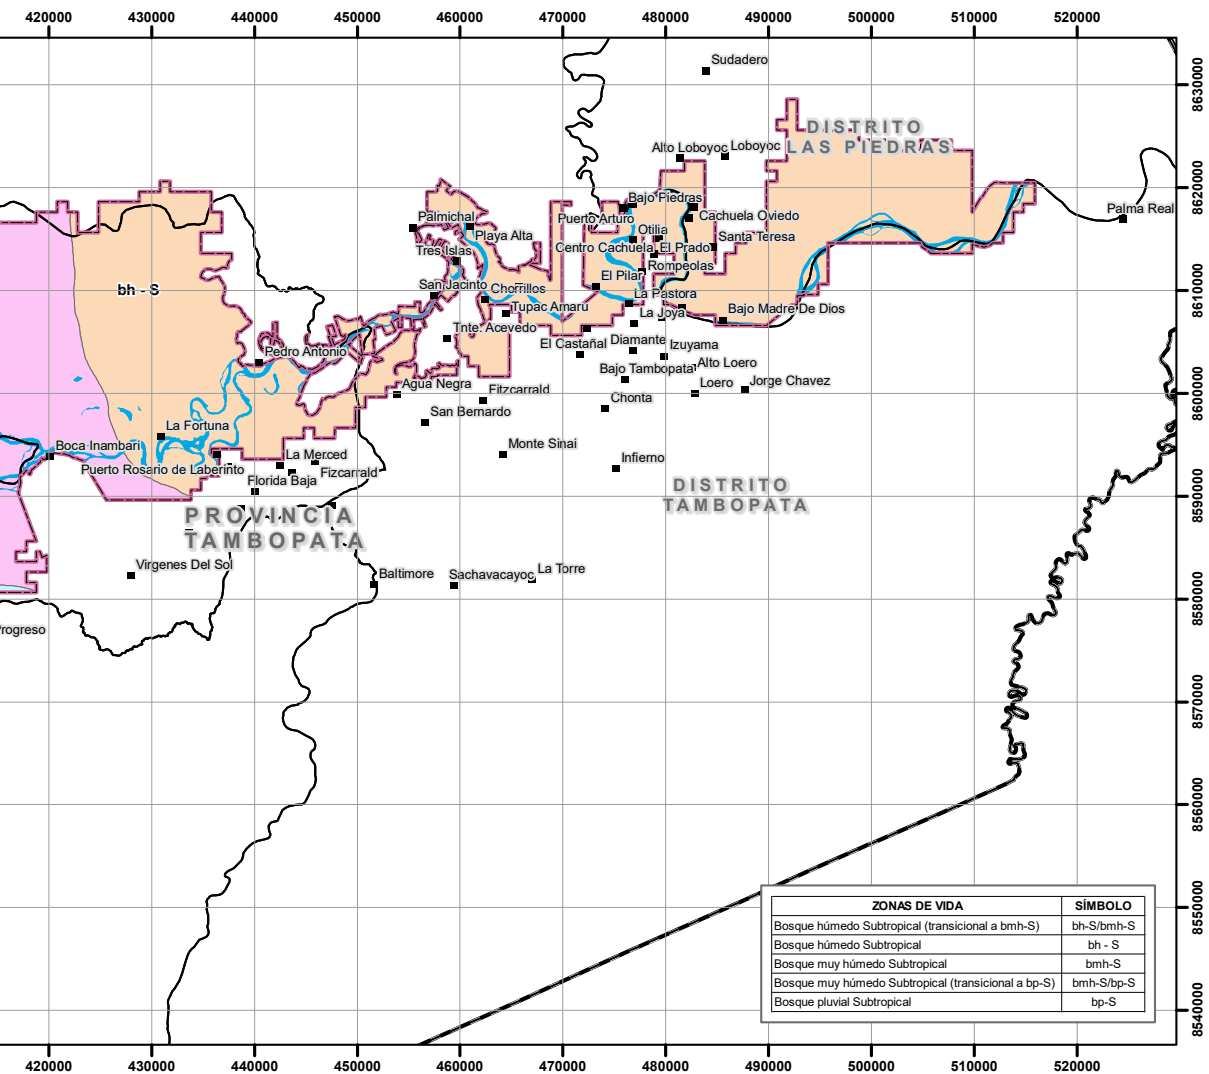 420000 430000 440000 450000 460000 470000 480000 490000 500000 510000 520000
Sudadero
8630000
DISTRITO
LAS PIEDRAS
Alto Loboyoc
Loboyoc
8620000
Bajo Piedras
Palma Real
Palmichal
Puerto Arturo
Cachuela Oviedo
Playa Alta
Otilia
Santa Teresa
Tres Islas
Centro Cachuela
El Prado
Rompeolas
El Pilar
8610000
bh - S
San Jacinto
Chorrillos
La Pastora
Tupac Amaru
La Joya
Bajo Madre De Dios
Tnte. Acevedo
El Castañal
Diamante
Izuyama
Pedro Antonio
Bajo Tambopata
Alto Loero
Agua Negra
Fitzcarrald
Loero
Jorge Chavez
8600000
Chonta
San Bernardo
La Fortuna
Boca Inambari
Monte Sinai
La Merced
Infierno
Puerto Rosario de Laberinto
Fizcarrald
Florida Baja
DISTRITO
TAMBOPATA
8590000
PROVINCIA
TAMBOPATA
Virgenes Del Sol
Baltimore
Sachavacayoc
La Torre
8580000
rogreso
8570000
8560000
8550000
8540000
ZONAS DE VIDA SÍMBOLO
Bosque húmedo Subtropical (transicional a bmh-S) bh-S/bmh-S
Bosque húmedo Subtropical bh - S
Bosque muy húmedo Subtropical bmh-S
Bosque muy húmedo Subtropical (transicional a bp-S) bmh-S/bp-S
Bosque pluvial Subtropical bp-S
420000 430000 440000 450000 460000 470000 480000 490000 500000 510000 520000